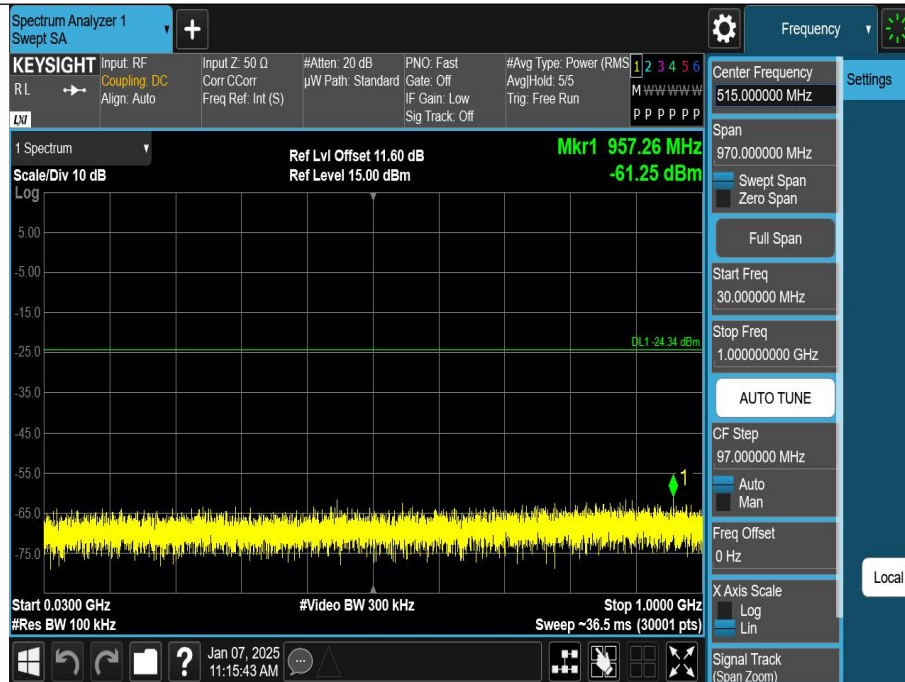 Spectrum Analyzer 1
Swept SA
Frequency
KEYSIGHT
RL
LXI
Input: RF
Coupling: DC
Align: Auto
Input Z: 50 Ω
Corr CCorr
Freq Ref: Int (S)
#Atten: 20 dB
µW Path: Standard
PNO: Fast
Gate: Off
IF Gain: Low
Sig Track: Off
#Avg Type: Power (RMS
Avg|Hold: 5/5
Trig: Free Run
1 2 3 4 5 6
M W W W W W
P P P P P P
1 Spectrum
Scale/Div 10 dB
Log
Ref Lvl Offset 11.60 dB
Ref Level 15.00 dBm
Mkr1 957.26 MHz
-61.25 dBm
5.00
-5.00
-15.0
-25.0
-35.0
-45.0
-55.0
-65.0
-75.0
DL1 -24.34 dBm
1
Start 0.0300 GHz
#Res BW 100 kHz
#Video BW 300 kHz
Stop 1.0000 GHz
Sweep ~36.5 ms (30001 pts)
Center Frequency
515.000000 MHz
Settings
Span
970.000000 MHz
Swept Span
Zero Span
Full Span
Start Freq
30.000000 MHz
Stop Freq
1.000000000 GHz
AUTO TUNE
CF Step
97.000000 MHz
Auto
Man
Freq Offset
0 Hz
Local
X Axis Scale
Log
Lin
Signal Track
(Span Zoom)
?
Jan 07, 2025
11:15:43 AM